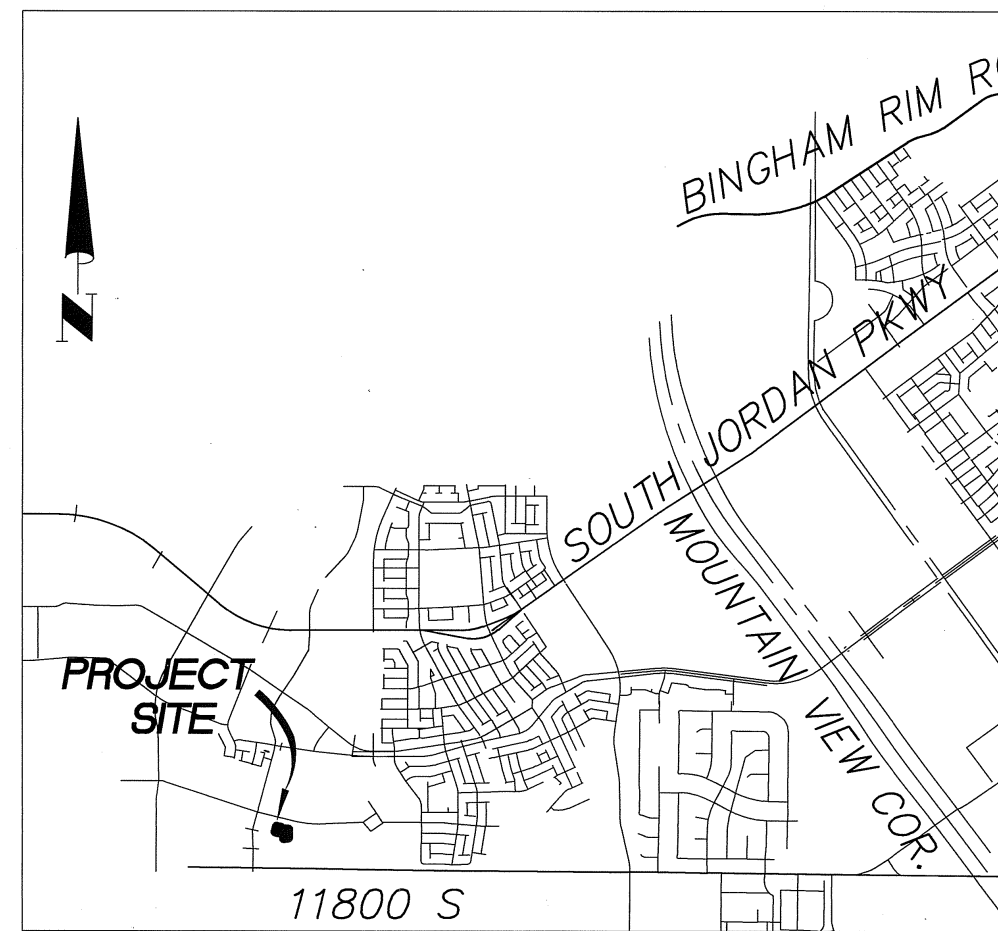 BINGHAM RIM
N
SOUTH JORDAN PKWY
MOUNTAIN VIEW COR.
PROJECT
SITE
11800 S